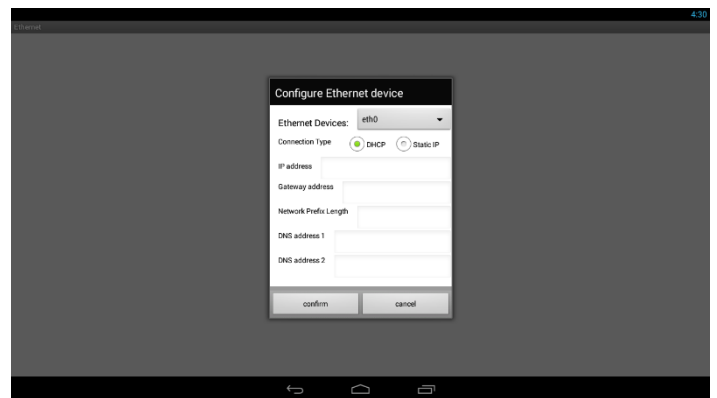 4:30
Ethernet
Configure Ethernet device
Ethernet Devices: eth0
Connection Type DHCP Static IP
IP address
Gateway address
Network Prefix Length
DNS address 1
DNS address 2
confirm cancel